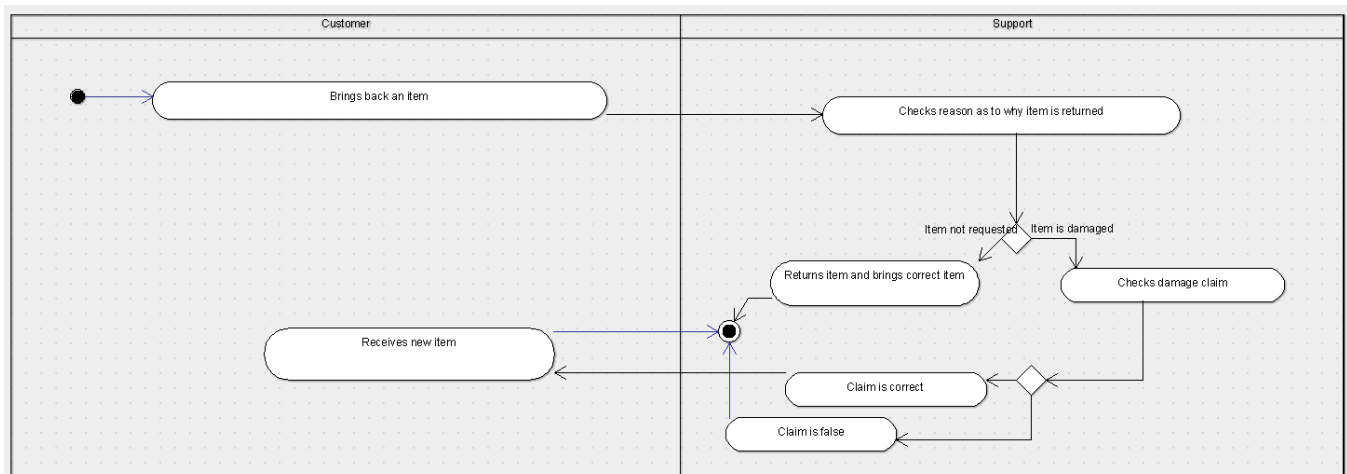 Customer
Support
Brings back an item
Checks reason as to why item is returned
Item not requested
Item is damaged
Returns item and brings correct item
Checks damage claim
Receives new item
Claim is correct
Claim is false